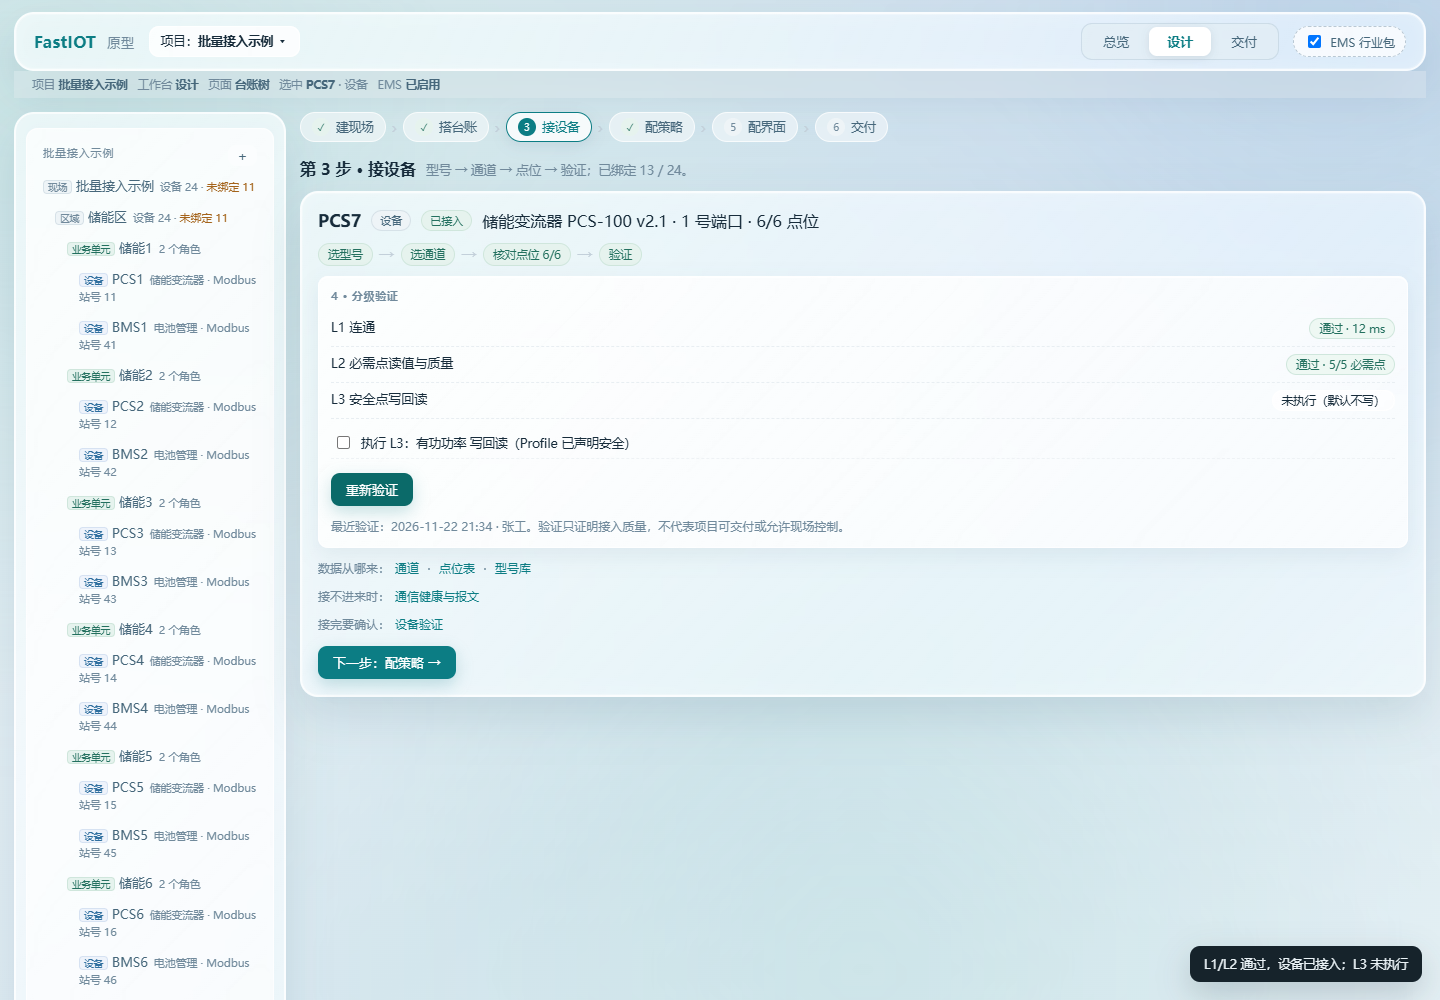 FastIOT 原型 项目：批量接入示例 ▾ 总览 设计 交付 EMS 行业包
项目 批量接入示例 工作台 设计 页面 台账树 选中 PCS7 · 设备 EMS 已启用
✓ 建现场 › ✓ 搭台账 › 3 接设备 › ✓ 配策略 › 5 配界面 › 6 交付
第 3 步 • 接设备 型号 → 通道 → 点位 → 验证；已绑定 13 / 24。
批量接入示例 +
现场 批量接入示例 设备 24 · 未绑定 11
区域 储能区 设备 24 · 未绑定 11
业务单元 储能1 2 个角色
设备 PCS1 储能变流器 · Modbus
站号 11
设备 BMS1 电池管理 · Modbus
站号 41
业务单元 储能2 2 个角色
设备 PCS2 储能变流器 · Modbus
站号 12
设备 BMS2 电池管理 · Modbus
站号 42
业务单元 储能3 2 个角色
设备 PCS3 储能变流器 · Modbus
站号 13
设备 BMS3 电池管理 · Modbus
站号 43
业务单元 储能4 2 个角色
设备 PCS4 储能变流器 · Modbus
站号 14
设备 BMS4 电池管理 · Modbus
站号 44
业务单元 储能5 2 个角色
设备 PCS5 储能变流器 · Modbus
站号 15
设备 BMS5 电池管理 · Modbus
站号 45
业务单元 储能6 2 个角色
设备 PCS6 储能变流器 · Modbus
站号 16
设备 BMS6 电池管理 · Modbus
站号 46
PCS7 设备 已接入 储能变流器 PCS-100 v2.1 · 1 号端口 · 6/6 点位
选型号 → 选通道 → 核对点位 6/6 → 验证
4 • 分级验证
L1 连通 通过 · 12 ms
L2 必需点读值与质量 通过 · 5/5 必需点
L3 安全点写回读 未执行（默认不写）
执行 L3：有功功率 写回读（Profile 已声明安全）
重新验证
最近验证：2026-11-22 21:34 · 张工。验证只证明接入质量，不代表项目可交付或允许现场控制。
数据从哪来： 通道 · 点位表 · 型号库
接不进来时： 通信健康与报文
接完要确认： 设备验证
下一步：配策略 →
L1/L2 通过，设备已接入；L3 未执行